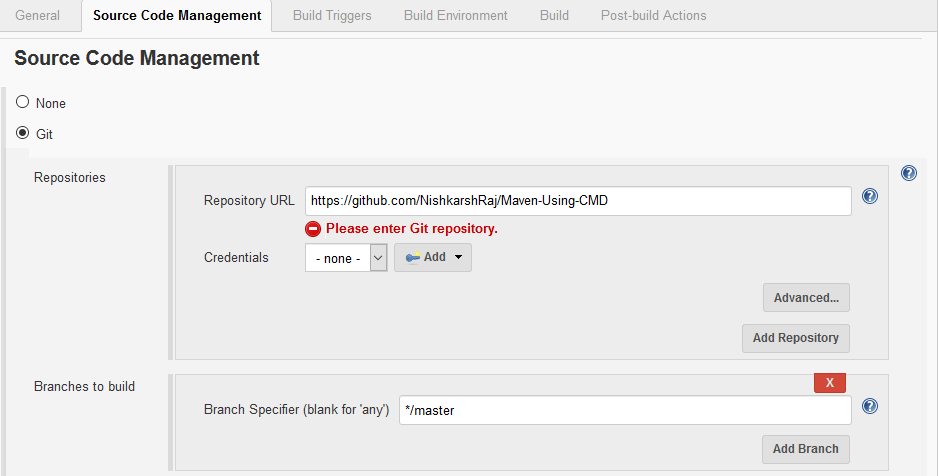 General Source Code Management Build Triggers Build Environment Build Post-build Actions
Source Code Management
None
Git
Repositories
Repository URL https://github.com/NishkarshRaj/Maven-Using-CMD
Please enter Git repository.
Credentials - none - Add
Advanced...
Add Repository
Branches to build
X
Branch Specifier (blank for 'any') */master
Add Branch